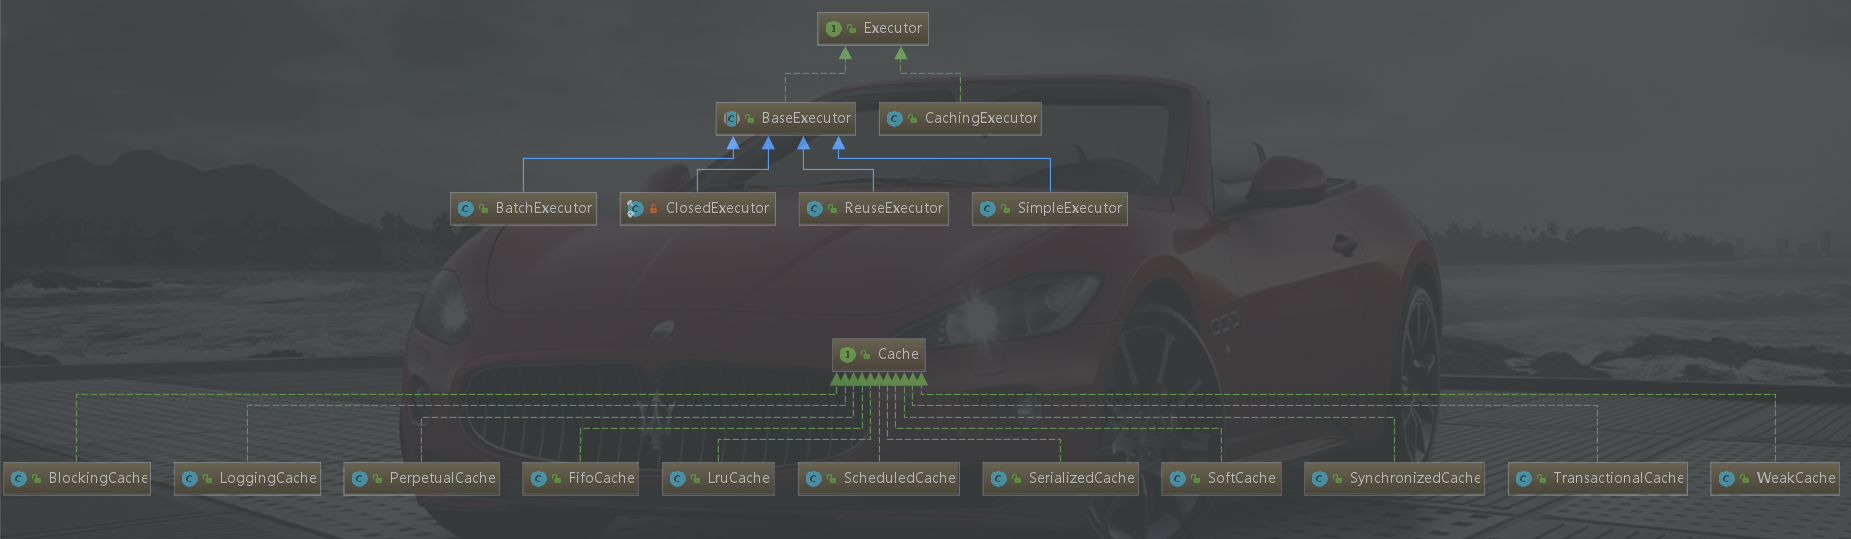 Executor
BaseExecutor
CachingExecutor
BatchExecutor
ClosedExecutor
ReuseExecutor
SimpleExecutor
Cache
BlockingCache
LoggingCache
PerpetualCache
FifoCache
LruCache
ScheduledCache
SerializedCache
SoftCache
SynchronizedCache
TransactionalCache
WeakCache